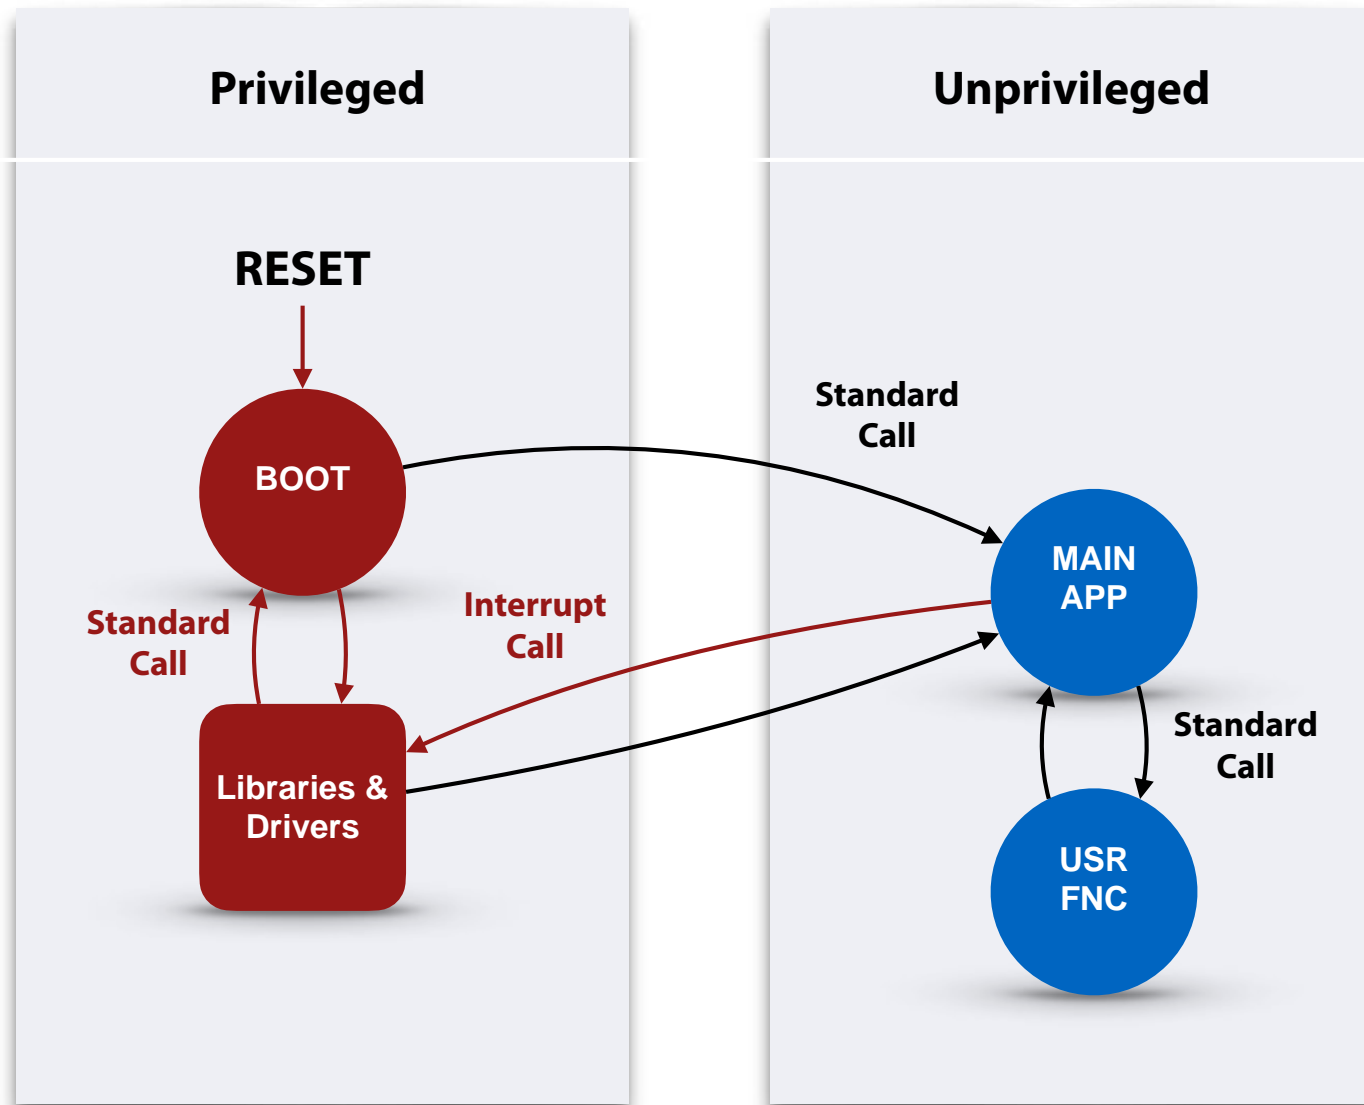 Privileged
Unprivileged
RESET
BOOT
Standard
Call
Interrupt
Call
Standard
Call
MAIN
APP
Libraries &
Drivers
Standard
Call
USR
FNC